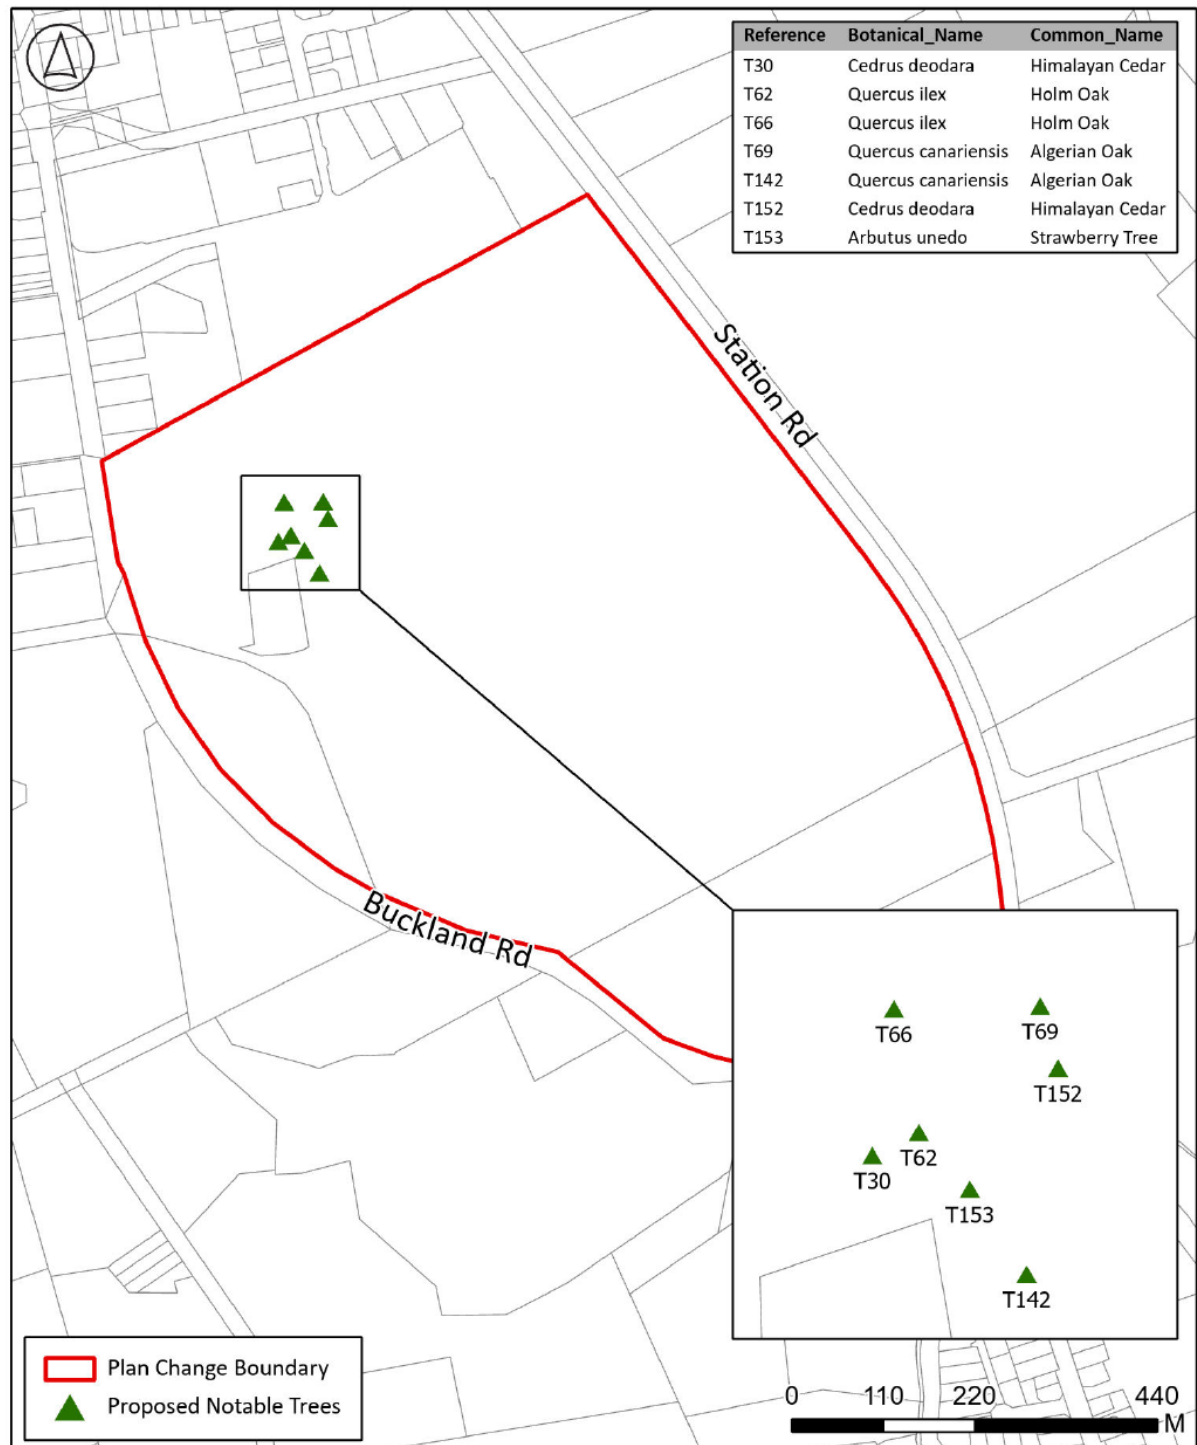 Reference Botanical_Name Common_Name
T30 Cedrus deodara Himalayan Cedar
T62 Quercus ilex Holm Oak
T66 Quercus ilex Holm Oak
T69 Quercus canariensis Algerian Oak
T142 Quercus canariensis Algerian Oak
T152 Cedrus deodara Himalayan Cedar
T153 Arbutus unedo Strawberry Tree
Station Rd
Buckland Rd
T66
T69
T152
T62
T30
T153
T142
Plan Change Boundary
Proposed Notable Trees
0 110 220 440
M